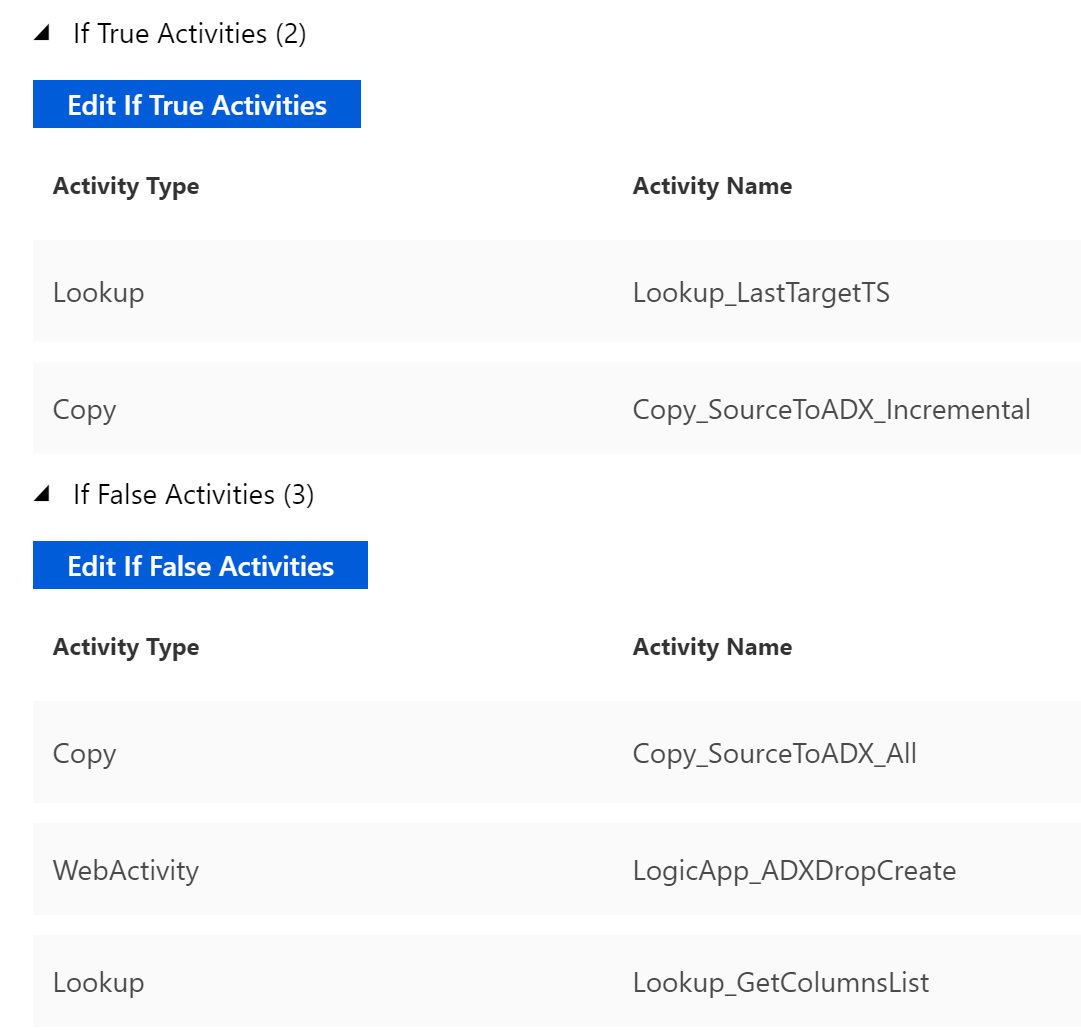 If True Activities (2)
Edit If True Activities
Activity Type Activity Name
Lookup Lookup_LastTargetTS
Copy Copy_SourceToADX_Incremental
If False Activities (3)
Edit If False Activities
Activity Type Activity Name
Copy Copy_SourceToADX_All
WebActivity LogicApp_ADXDropCreate
Lookup Lookup_GetColumnsList